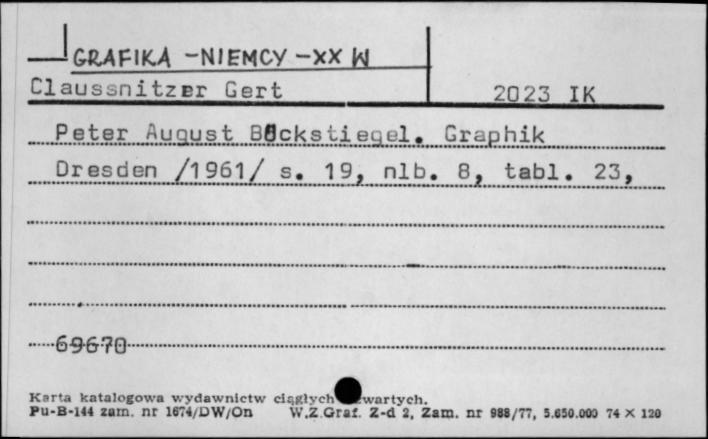 GRAFIKA - NIEMCY - XX W
Claussnitzer Gert 2023 IK
Peter August Böckstiegel. Graphik
Dresden /1961/ s. 19, nlb. 8, tabl. 23,
69670
Karta katalogowa wydawnictw ciągłych zwartych.
Pu-B-144 zam. nr 1674/DW/On W.Z.Graf. Z-d 2, Zam. nr 988/77, 5.650.000 74 × 120